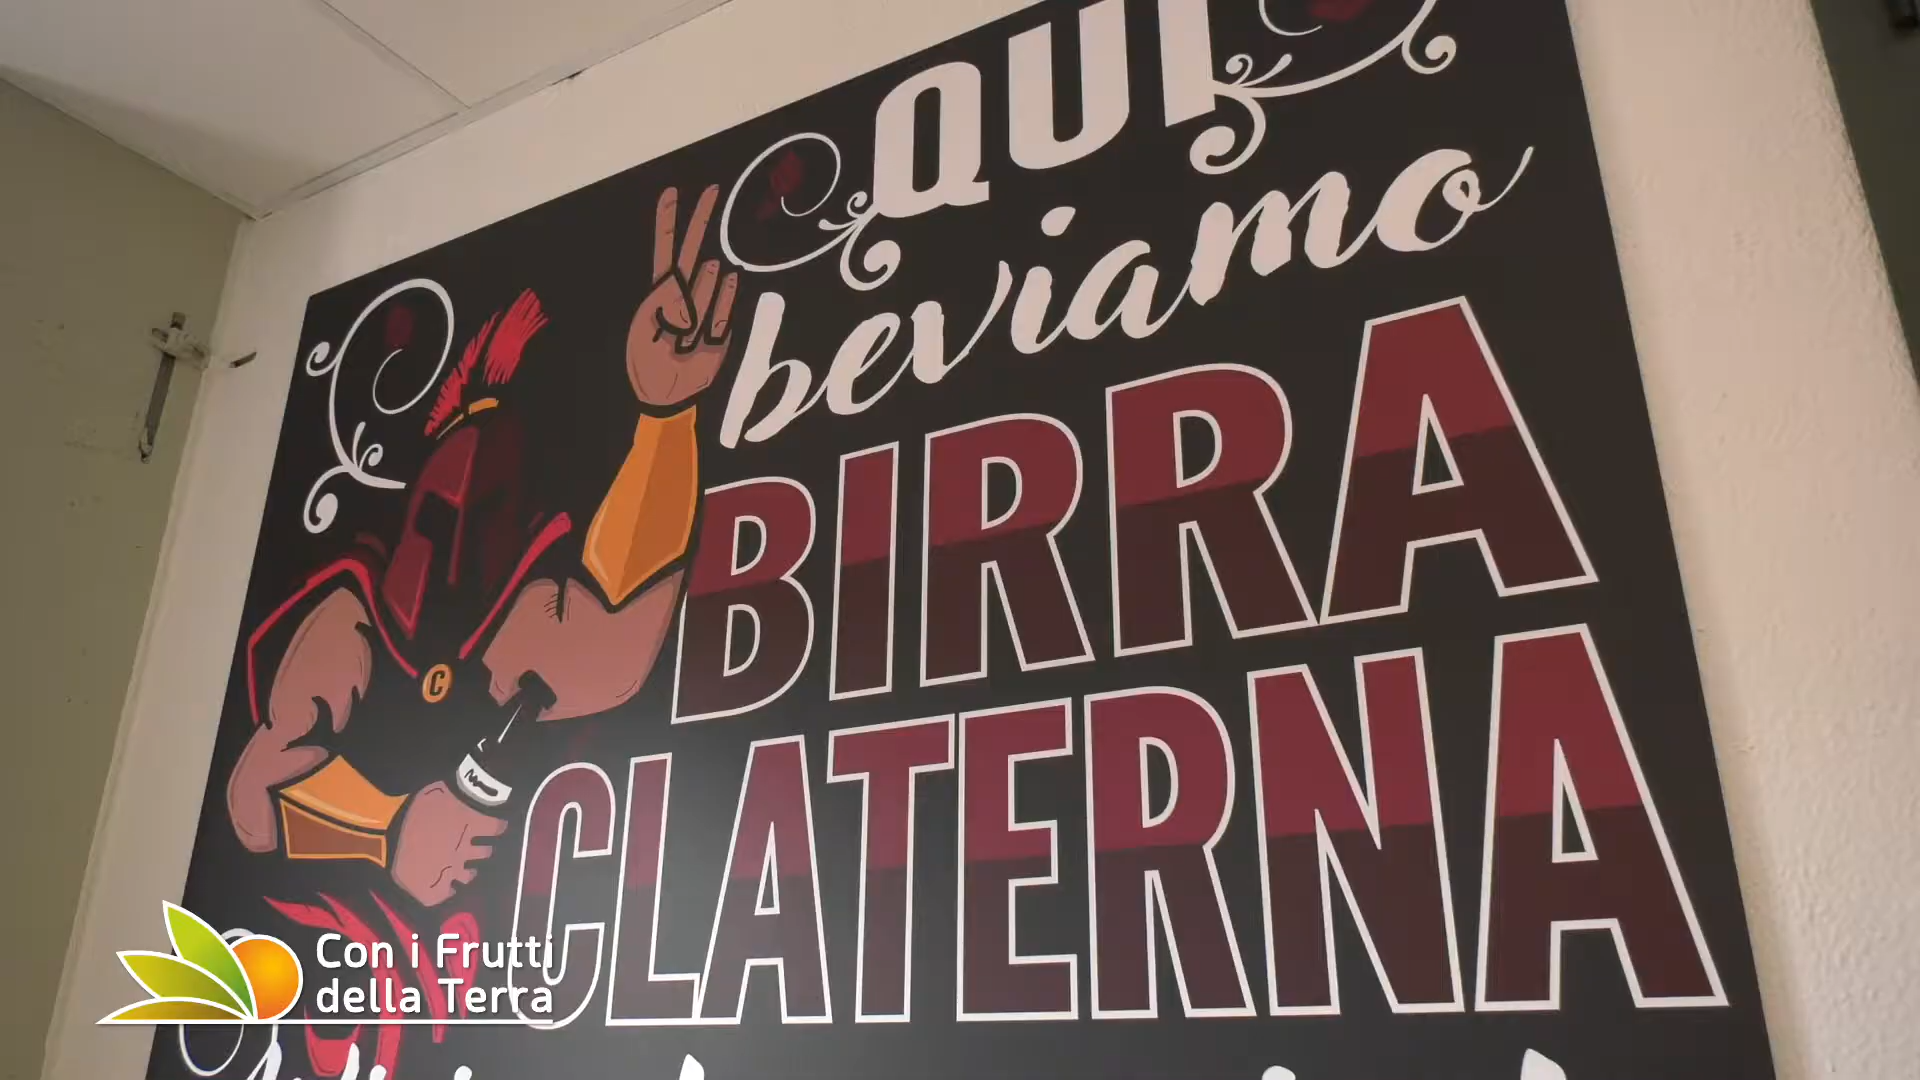 QUI
beviamo
BIRRA
CLATERNA
C
Con i Frutti
della Terra